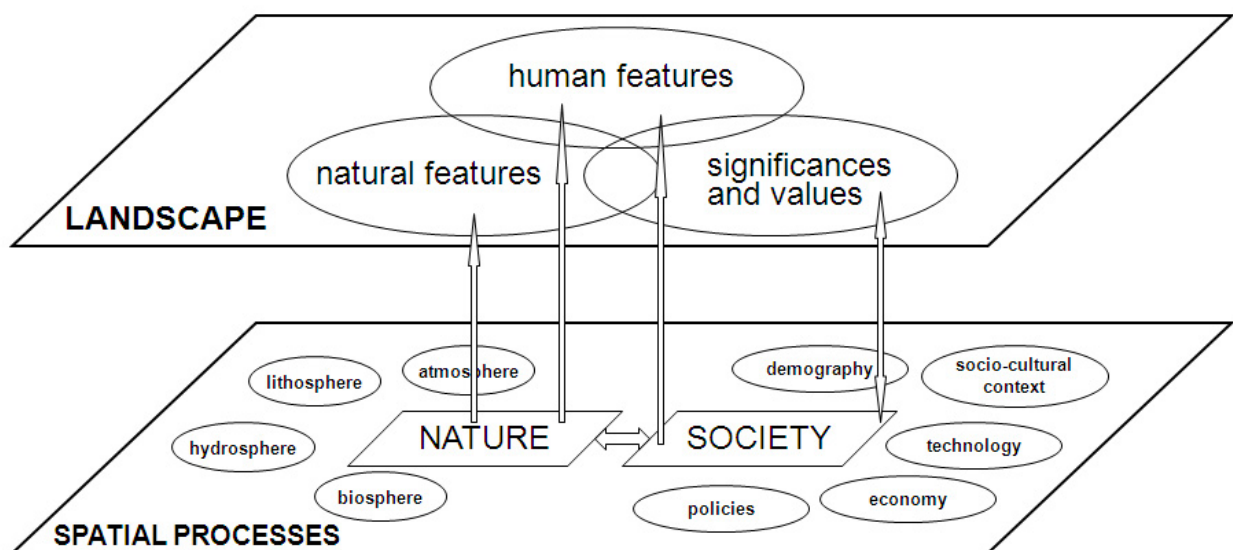 human features
natural features
significances
and values
LANDSCAPE
lithosphere
atmosphere
demography
socio-cultural
context
hydrosphere
NATURE
SOCIETY
technology
biosphere
policies
economy
SPATIAL PROCESSES